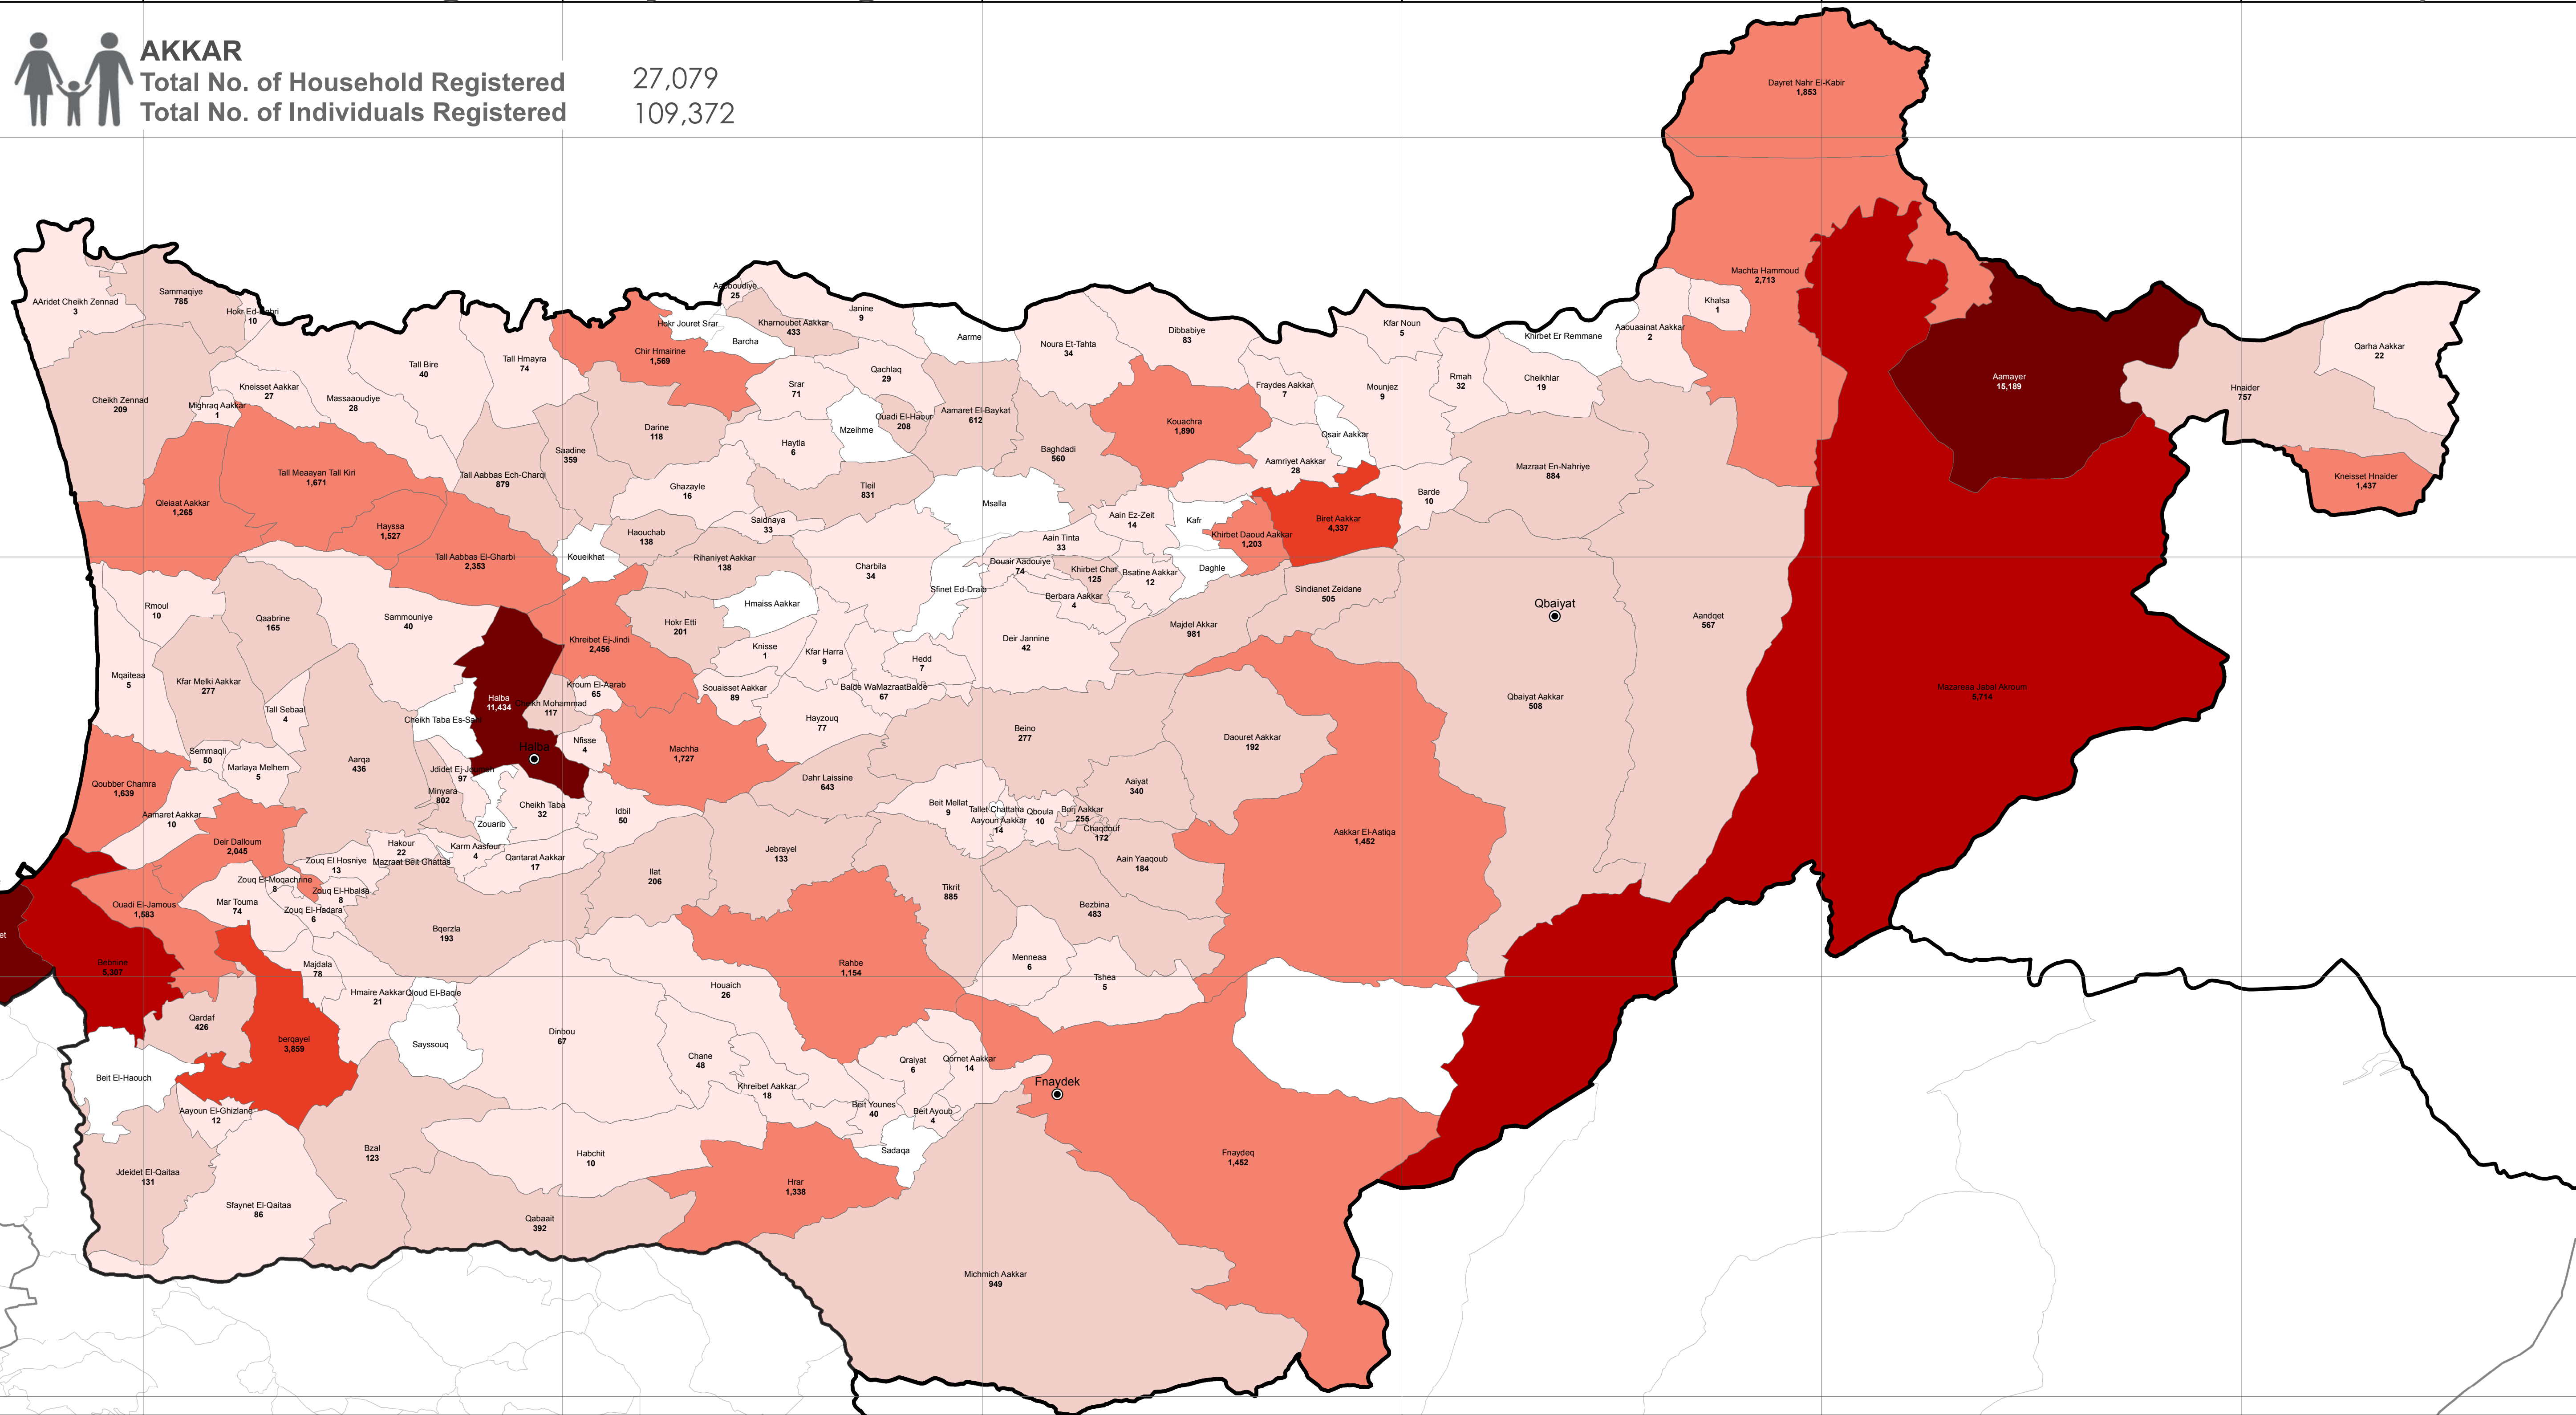 AKKAR
Total No. of Household Registered 27,079
Total No. of Individuals Registered 109,372
Dayret Nahr El-Kabir
1,853
Machta Hammoud
2,713
Khalsa
1
Aaouaainat Aakkar
2
AAridet Cheikh Zennad
3
Sammaqiye
785
10
25
Janine
9
Hokr Jouret Srar
Kharnoubet Aakkar
433
Barcha
Chir Hmairine
1,569
Aarme
Noura Et-Tahta
34
Dibbabiye
83
Kfar Noun
5
Khirbet Er Remmane
Qarha Aakkar
22
Hnaider
757
Aamayer
15,189
Kneisset Hnaider
1,437
Tall Bire
40
Tall Hmayra
74
Cheikh Zennad
209
Kneisset Aakkar
27
Massaaoudiye
28
Mighraq Aakkar
1
Srar
71
Qachlaq
29
Fraydes Aakkar
7
Mounjez
9
Rmah
32
Cheikhlar
19
Darine
118
Saadine
359
Mzeihme
Ouadi El-Haour
208
Aamaret El-Baykat
612
Kouachra
1,890
Qsair Aakkar
Haytla
6
Baghdadi
560
Aamriyet Aakkar
28
Mazraat En-Nahriye
884
Tall Meaayan Tall Kiri
1,671
Tall Aabbas Ech-Charqi
879
Ghazayle
16
Tleil
831
Msalla
Barde
10
Qleiaat Aakkar
1,265
Hayssa
1,527
Saidnaya
33
Aain Ez-Zeit
14
Kafr
Biret Aakkar
4,337
Khirbet Daoud Aakkar
1,203
Haouchab
138
Aain Tinta
33
Tall Aabbas El-Gharbi
2,353
Koueikhat
Rihaniyet Aakkar
138
Charbila
34
Douair Aadouiye
74
Khirbet Char
125
Bsatine Aakkar
12
Daghle
Sfinet Ed-Draib
Berbara Aakkar
4
Sindianet Zeidane
505
Rmoul
10
Qaabrine
165
Sammouniye
40
Hmaiss Aakkar
Hokr Etti
201
Qbaiyat
Aandqet
567
Khreibet Ej-Jindi
2,456
Majdel Akkar
981
Deir Jannine
42
Knisse
1
Kfar Harra
9
Hedd
7
Mqaiteaa
5
Kfar Melki Aakkar
277
Halba
11,434
Kroum El-Aarab
65
Souaisset Aakkar
89
Balde WaMazraatBalde
67
Qbaiyat Aakkar
508
Mazareaa Jabal Akroum
5,714
Tall Sebaal
4
117
Hayzouq
77
Beino
277
Daouret Aakkar
192
Halba
Nfisse
4
Machha
1,727
Semmaqli
50
Marlaya Melhem
5
Aarqa
436
97
Dahr Laissine
643
Aaiyat
340
Qoubber Chamra
1,639
Minyara
802
Cheikh Taba
32
Idbil
50
Beit Mellat
9
Tallet Chattaha
Aayoun Aakkar
14
Qboula
10
Borj Aakkar
255
Chaqdouf
172
Aamaret Aakkar
10
Zouarib
Aakkar El-Aatiqa
1,452
Deir Dalloum
2,045
Hakour
22
Karm Aasfour
4
Zouq El Hosniye
13
Mazraat Beit Ghattas
Qantarat Aakkar
17
Jebrayel
133
Aain Yaaqoub
184
Ilat
206
Zouq El-Moqachrine
8
Zouq El-Hbalsa
8
Tikrit
885
Ouadi El-Jamous
1,583
Mar Touma
74
Zouq El-Hadara
6
Bezbina
483
Bqerzla
193
et
Bebnine
5,307
Majdala
78
Rahbe
1,154
Menneaa
6
Tshea
5
Hmaire Aakkar
21
Qloud El-Baqie
Houaich
26
Qardaf
426
berqayel
3,859
Sayssouq
Dinbou
67
Chane
48
Qraiyat
6
Qornet Aakkar
14
Beit El-Haouch
Khreibet Aakkar
18
Fnaydek
Aayoun El-Ghizlane
12
Beit Younes
40
Beit Ayoub
4
Bzal
123
Habchit
10
Sadaqa
Fnaydeq
1,452
Jdeidet El-Qaitaa
131
Hrar
1,338
Sfaynet El-Qaitaa
86
Qabaait
392
Michmich Aakkar
949